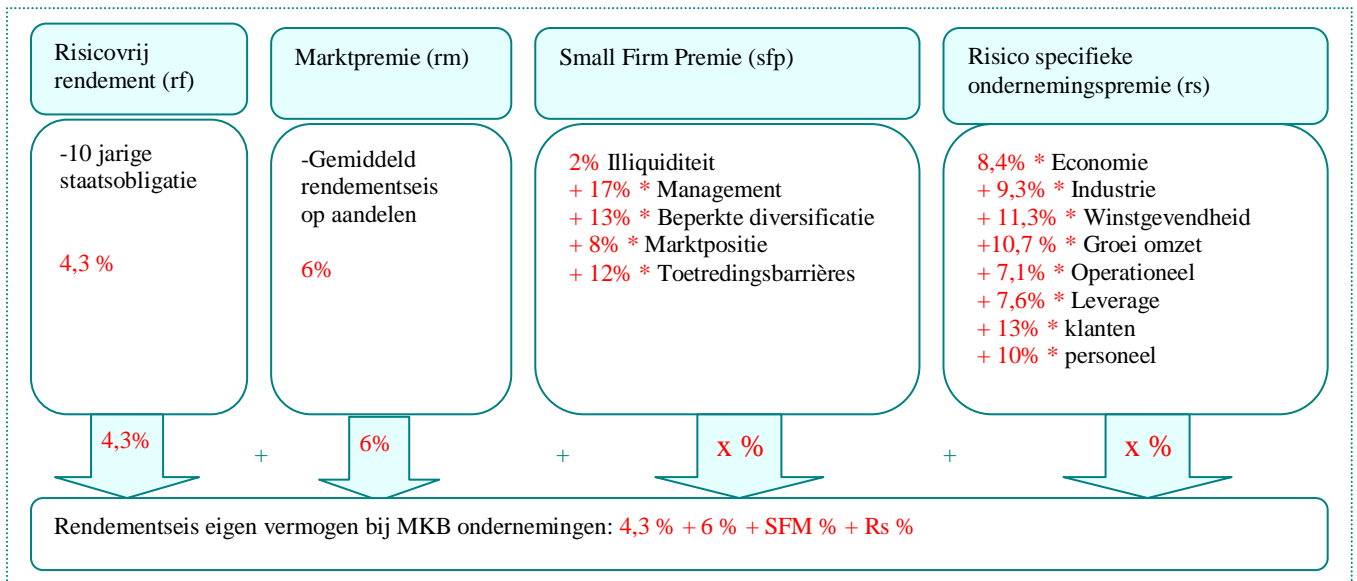 Risicovrij
rendement (rf)
-10 jarige
staatsobligatie
4,3 %
Marktpremie (rm)
-Gemiddeld
rendementseis
op aandelen
6%
Small Firm Premie (sfp)
2% Illiquiditeit
+ 17% * Management
+ 13% * Beperkte diversificatie
+ 8% * Marktpositie
+ 12% * Toetredingsbarrières
Risico specifieke
ondernemingspremie (rs)
8,4% * Economie
+ 9,3% * Industrie
+ 11,3% * Winstgevendheid
+10,7 % * Groei omzet
+ 7,1% * Operationeel
+ 7,6% * Leverage
+ 13% * klanten
+ 10% * personeel
4,3% + 6% + x % + x %
Rendementseis eigen vermogen bij MKB ondernemingen: 4,3 % + 6 % + SFM % + Rs %